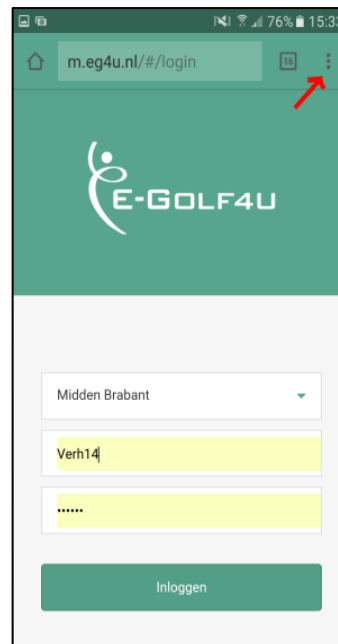 76% 15:33
m.eg4u.nl/#/login
16
E-GOLF4U
Midden Brabant
Verh14
••••••
Inloggen